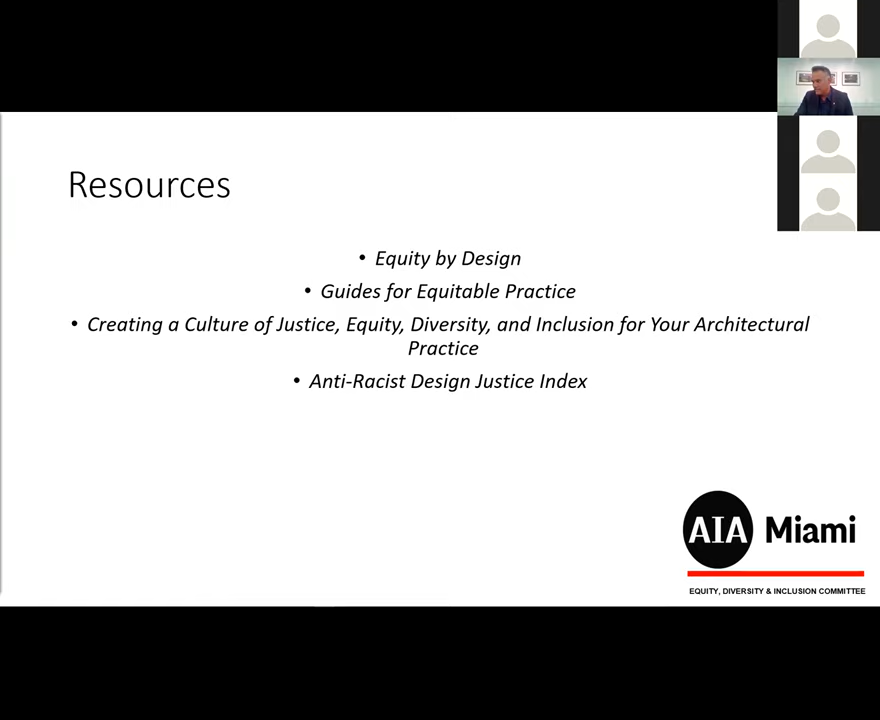 Resources
• Equity by Design
• Guides for Equitable Practice
• Creating a Culture of Justice, Equity, Diversity, and Inclusion for Your Architectural
Practice
• Anti-Racist Design Justice Index
AIA Miami
EQUITY, DIVERSITY & INCLUSION COMMITTEE